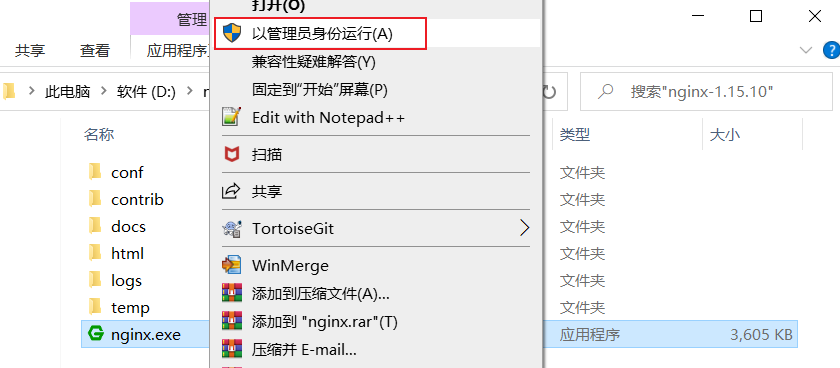 管理
打开(O)
共享
查看
应用程序
以管理员身份运行(A)
兼容性疑难解答(Y)
此电脑
软件 (D:)
固定到"开始"屏幕(P)
搜索"nginx-1.15.10"
Edit with Notepad++
名称
类型
大小
扫描
conf
文件夹
contrib
共享
文件夹
docs
TortoiseGit
文件夹
html
文件夹
WinMerge
logs
文件夹
添加到压缩文件(A)...
temp
文件夹
添加到 "nginx.rar"(T)
nginx.exe
应用程序
3,605 KB
压缩并 E-mail...